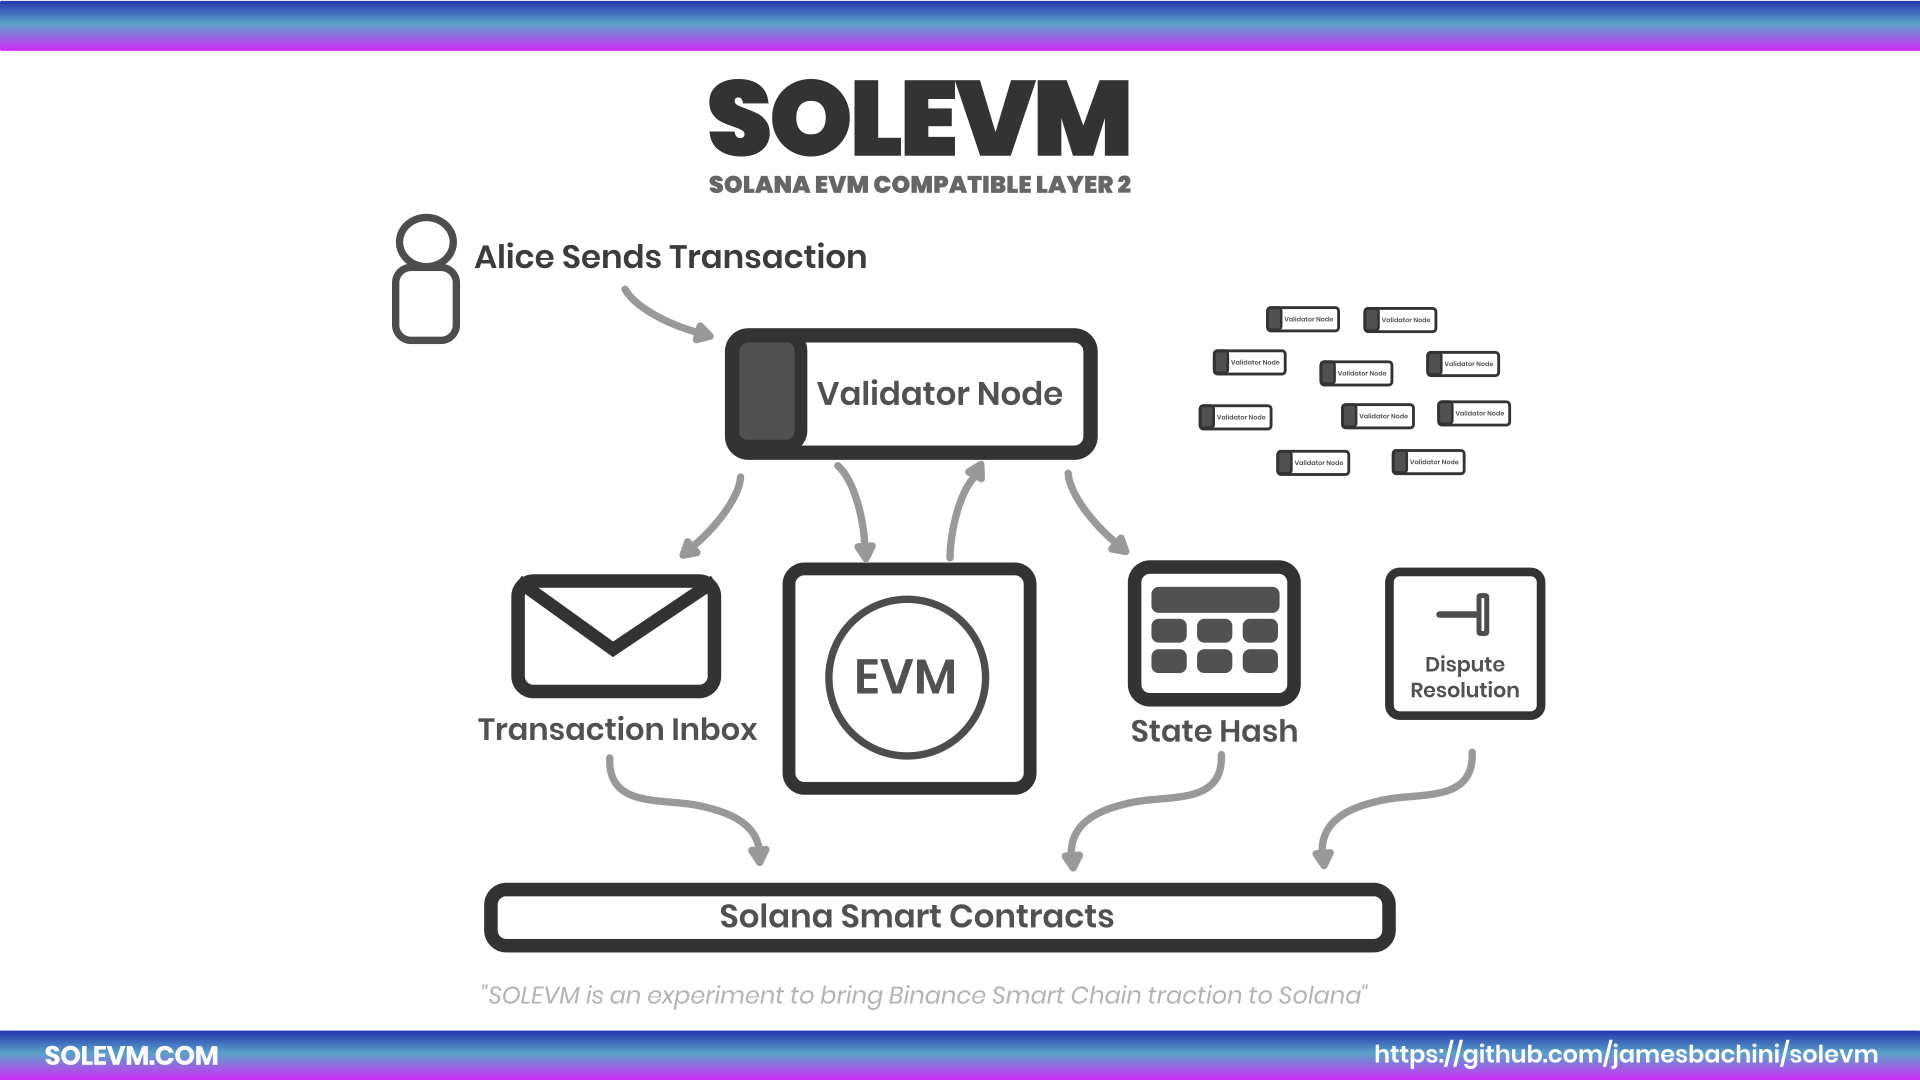 SOLEVM
SOLANA EVM COMPATIBLE LAYER 2
Alice Sends Transaction
Validator Node
Validator Node
Validator Node
Validator Node
Validator Node
Validator Node
Validator Node
Validator Node
Validator Node
Validator Node
Validator Node
EVM
Dispute
Resolution
Transaction Inbox
State Hash
Solana Smart Contracts
"SOLEVM is an experiment to bring Binance Smart Chain traction to Solana"
SOLEVM.COM
https://github.com/jamesbachini/solevm